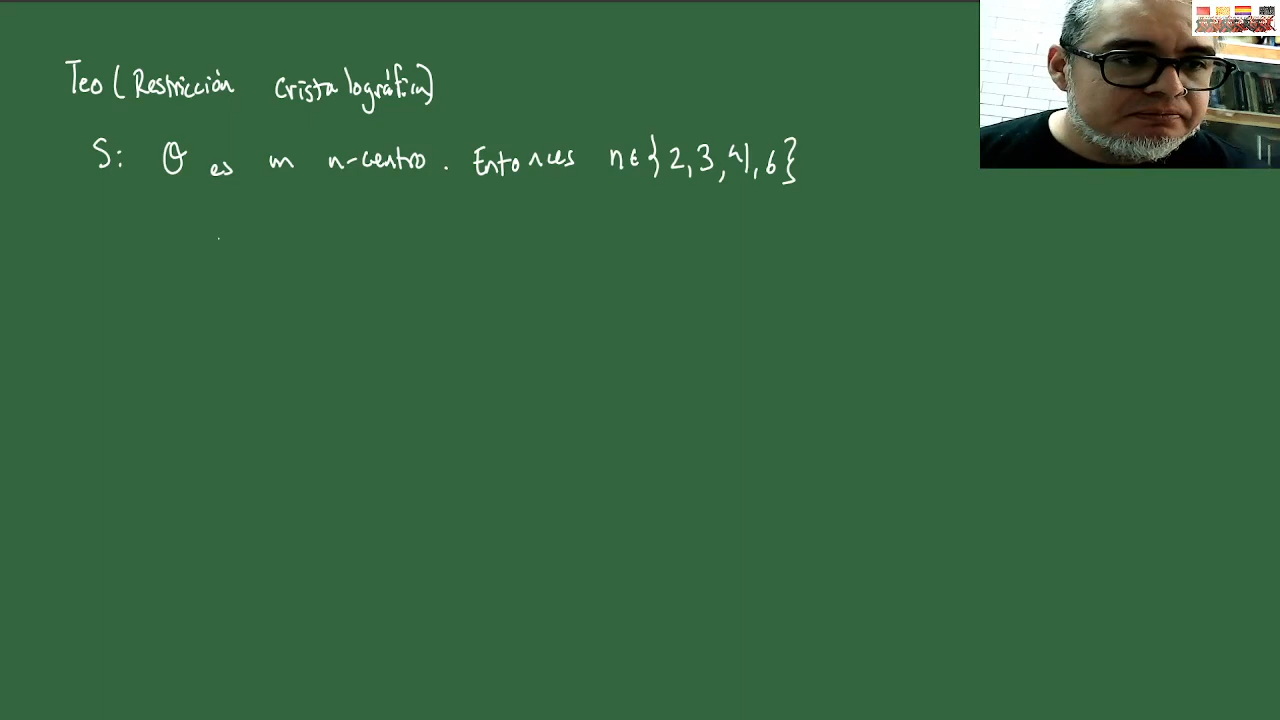 Teo (Restricción cristalográfica)
Si O es un n-centro. Entonces n ∈ {2, 3, 4, 6}